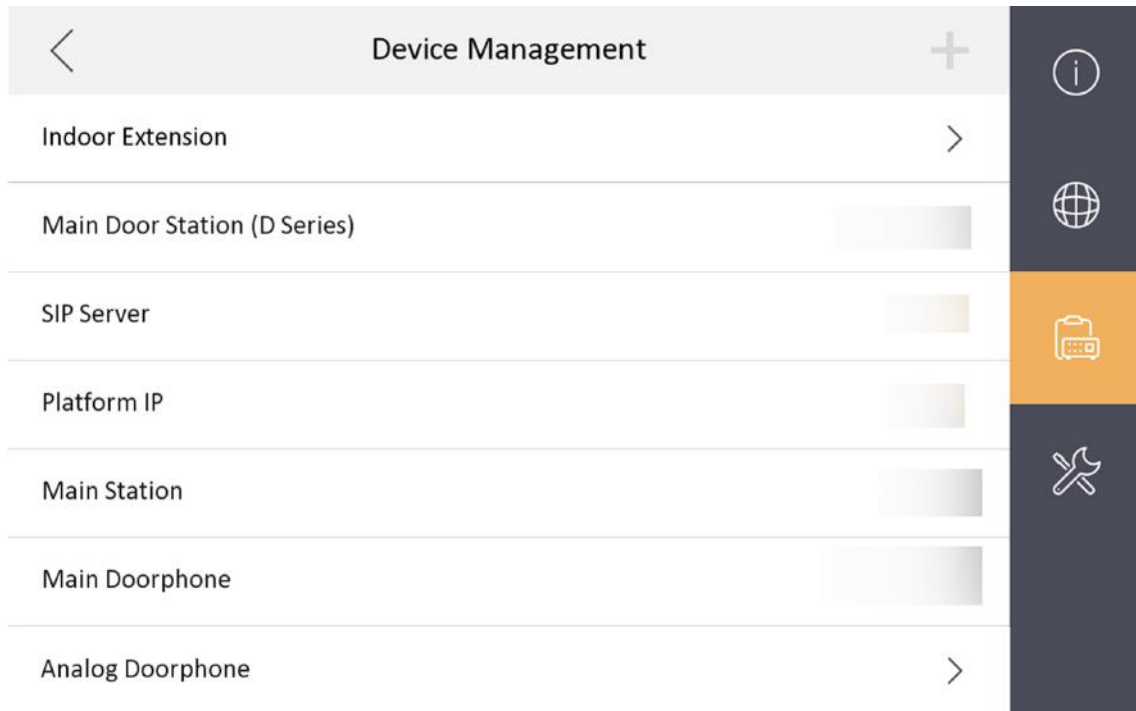 Device Management
Indoor Extension
Main Door Station (D Series)
SIP Server
Platform IP
Main Station
Main Doorphone
Analog Doorphone